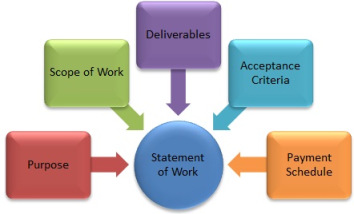 Deliverables
Scope of Work
Acceptance
Criteria
Purpose
Statement
of Work
Payment
Schedule